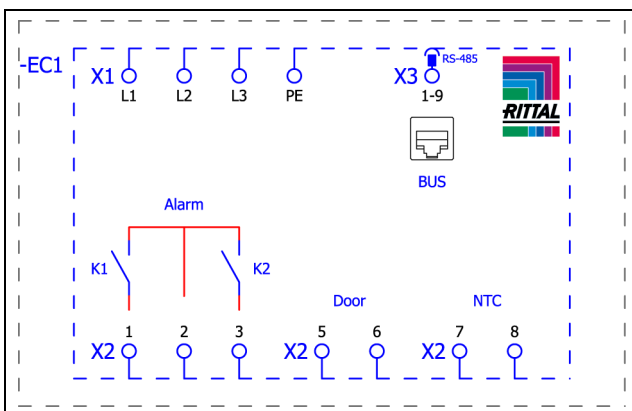 -EC1
X1
L1
L2
L3
PE
X3
RS-485
1-9
RITTAL
BUS
Alarm
K1
K2
Door
NTC
X2
1
2
3
X2
5
6
X2
7
8